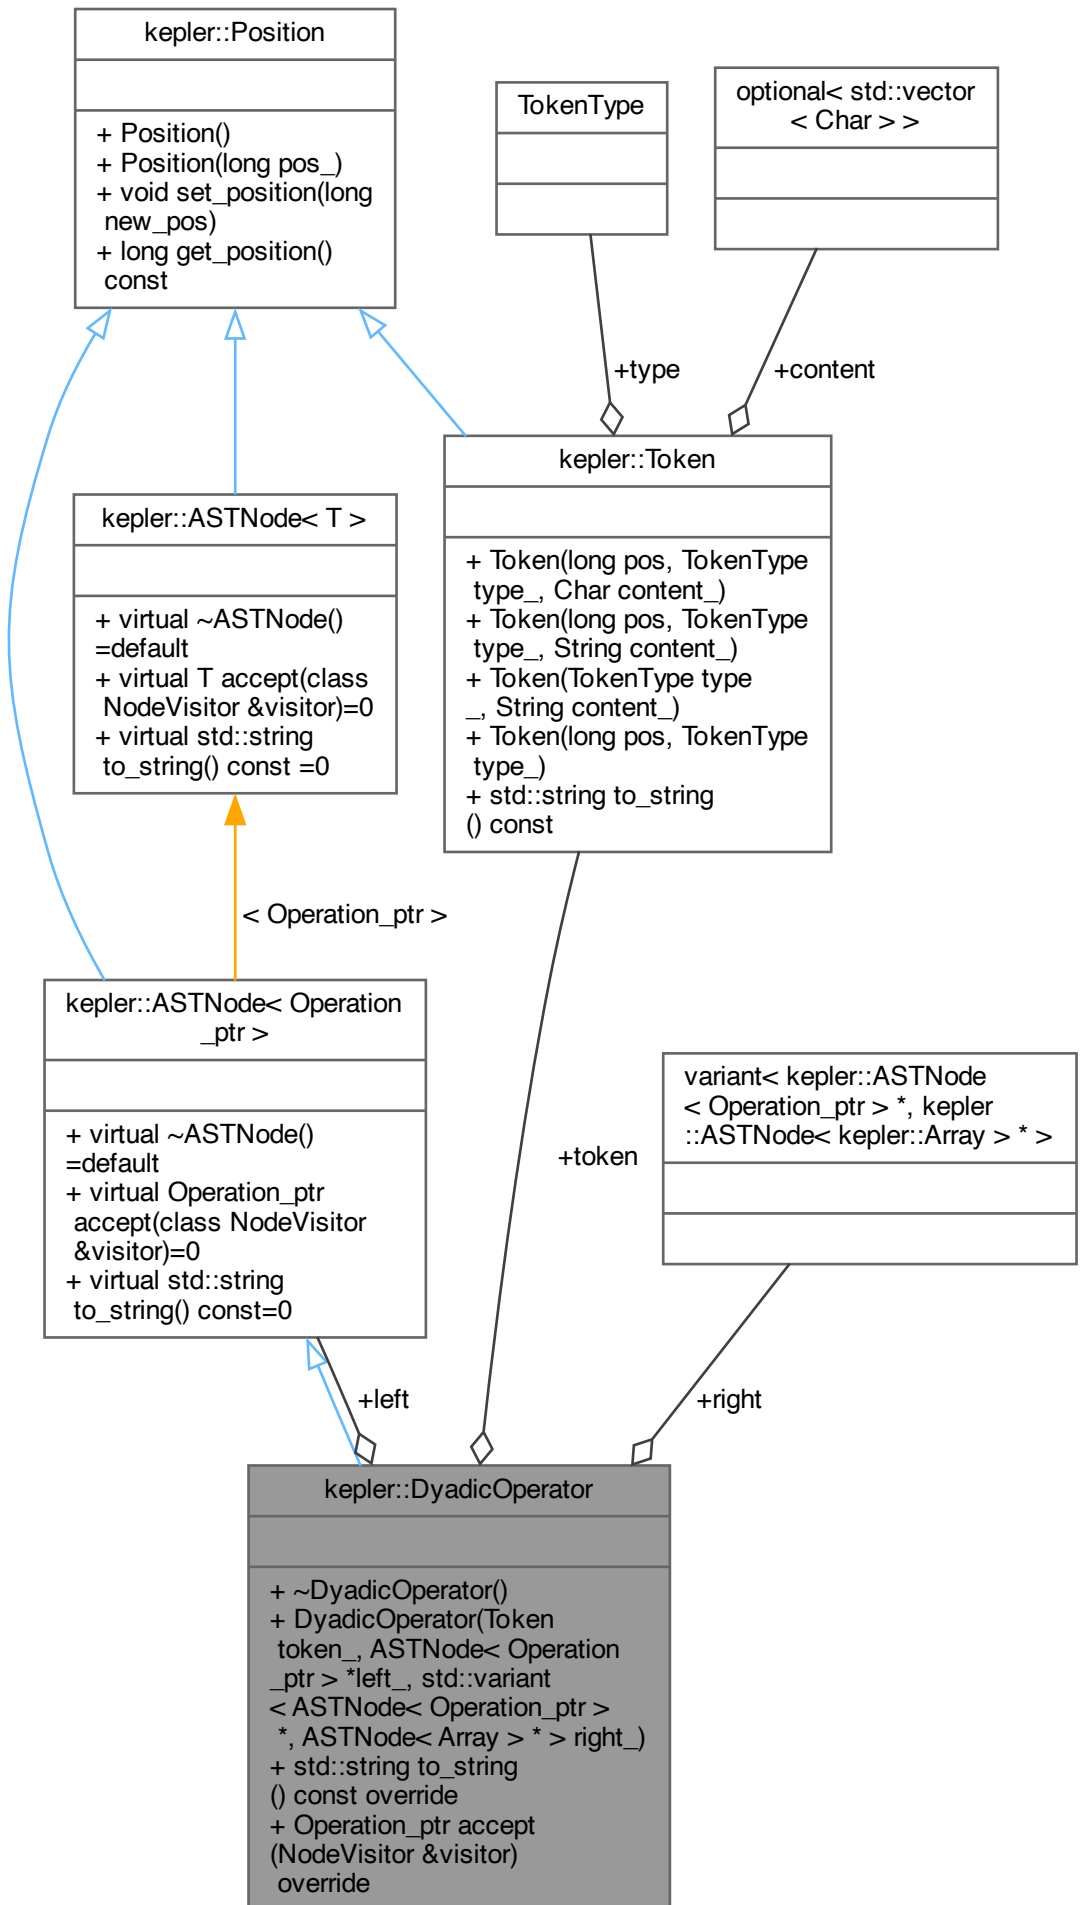 kepler::Position
+ Position()
+ Position(long pos_)
+ void set_position(long
new_pos)
+ long get_position()
const
TokenType
optional< std::vector
< Char > >
+type
+content
kepler::ASTNode< T >
+ virtual ~ASTNode()
=default
+ virtual T accept(class
NodeVisitor &visitor)=0
+ virtual std::string
to_string() const =0
kepler::Token
+ Token(long pos, TokenType
type_, Char content_)
+ Token(long pos, TokenType
type_, String content_)
+ Token(TokenType type
_, String content_)
+ Token(long pos, TokenType
type_)
+ std::string to_string
() const
< Operation_ptr >
kepler::ASTNode< Operation
_ptr >
+ virtual ~ASTNode()
=default
+ virtual Operation_ptr
accept(class NodeVisitor
&visitor)=0
+ virtual std::string
to_string() const=0
+token
variant< kepler::ASTNode
< Operation_ptr > *, kepler
::ASTNode< kepler::Array > * >
+left
+right
kepler::DyadicOperator
+ ~DyadicOperator()
+ DyadicOperator(Token
token_, ASTNode< Operation
_ptr > *left_, std::variant
< ASTNode< Operation_ptr >
*, ASTNode< Array > * > right_)
+ std::string to_string
() const override
+ Operation_ptr accept
(NodeVisitor &visitor)
override